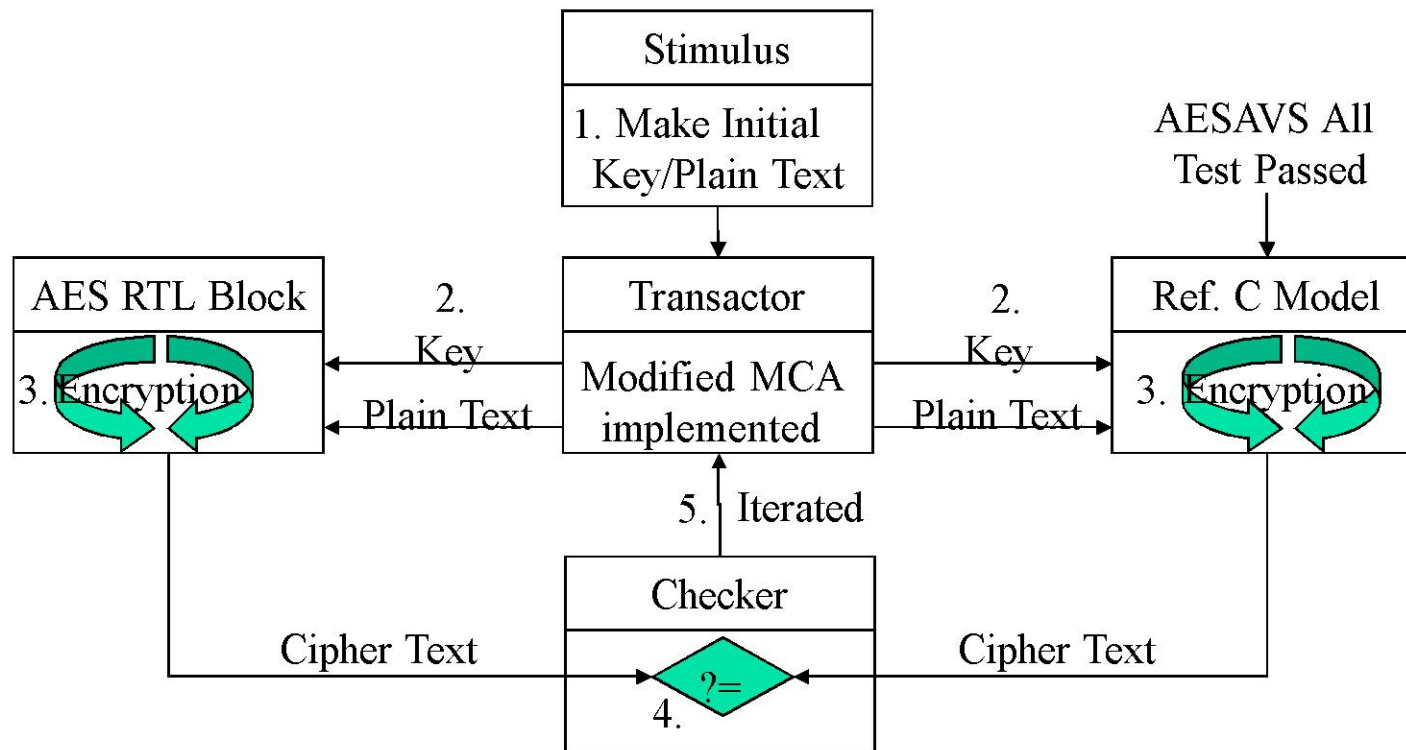 Stimulus
1. Make Initial
Key/Plain Text
AESAVS All
Test Passed
AES RTL Block
3. Encryption
2.
Key
Plain Text
Transactor
Modified MCA
implemented
2.
Key
Plain Text
Ref. C Model
3. Encryption
5. Iterated
Checker
Cipher Text
?=
4.
Cipher Text